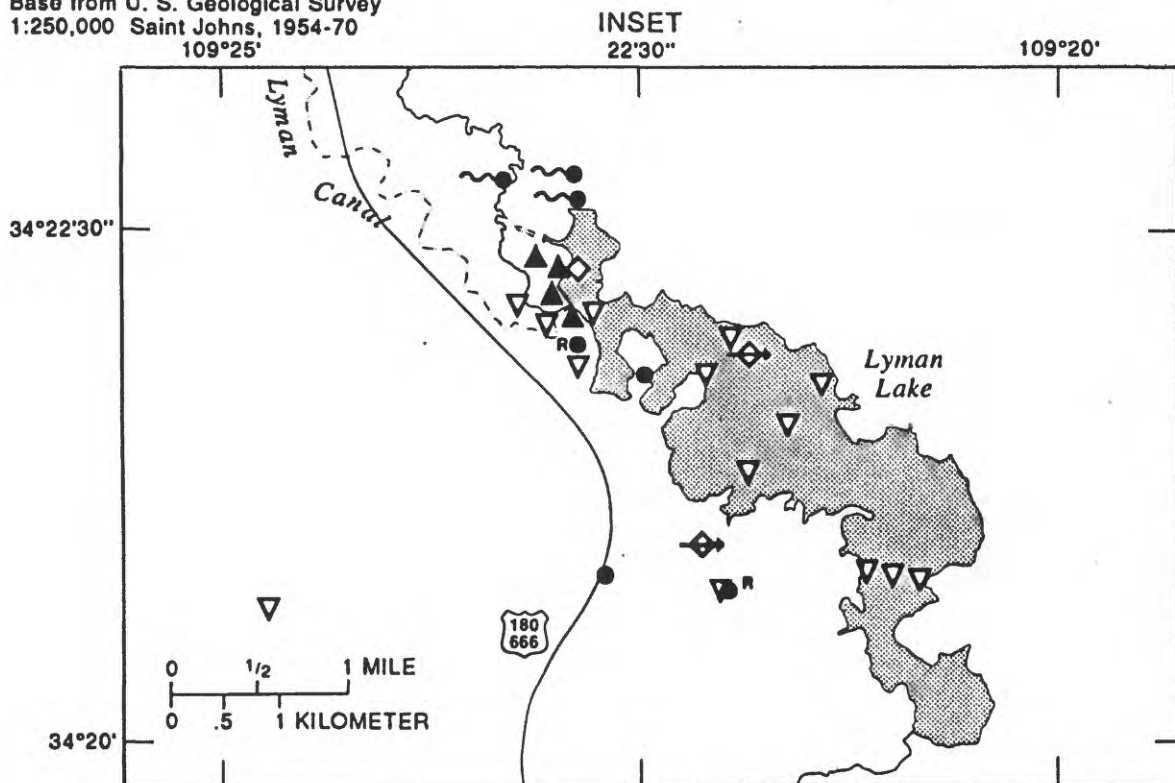 Base from U. S. Geological Survey
1:250,000 Saint Johns, 1954-70
INSET
109°25'
22'30"
109°20'
Lyman
Canal
34°22'30"
R
Lyman
Lake
R
180
666
0 1/2 1 MILE
0 .5 1 KILOMETER
34°20'